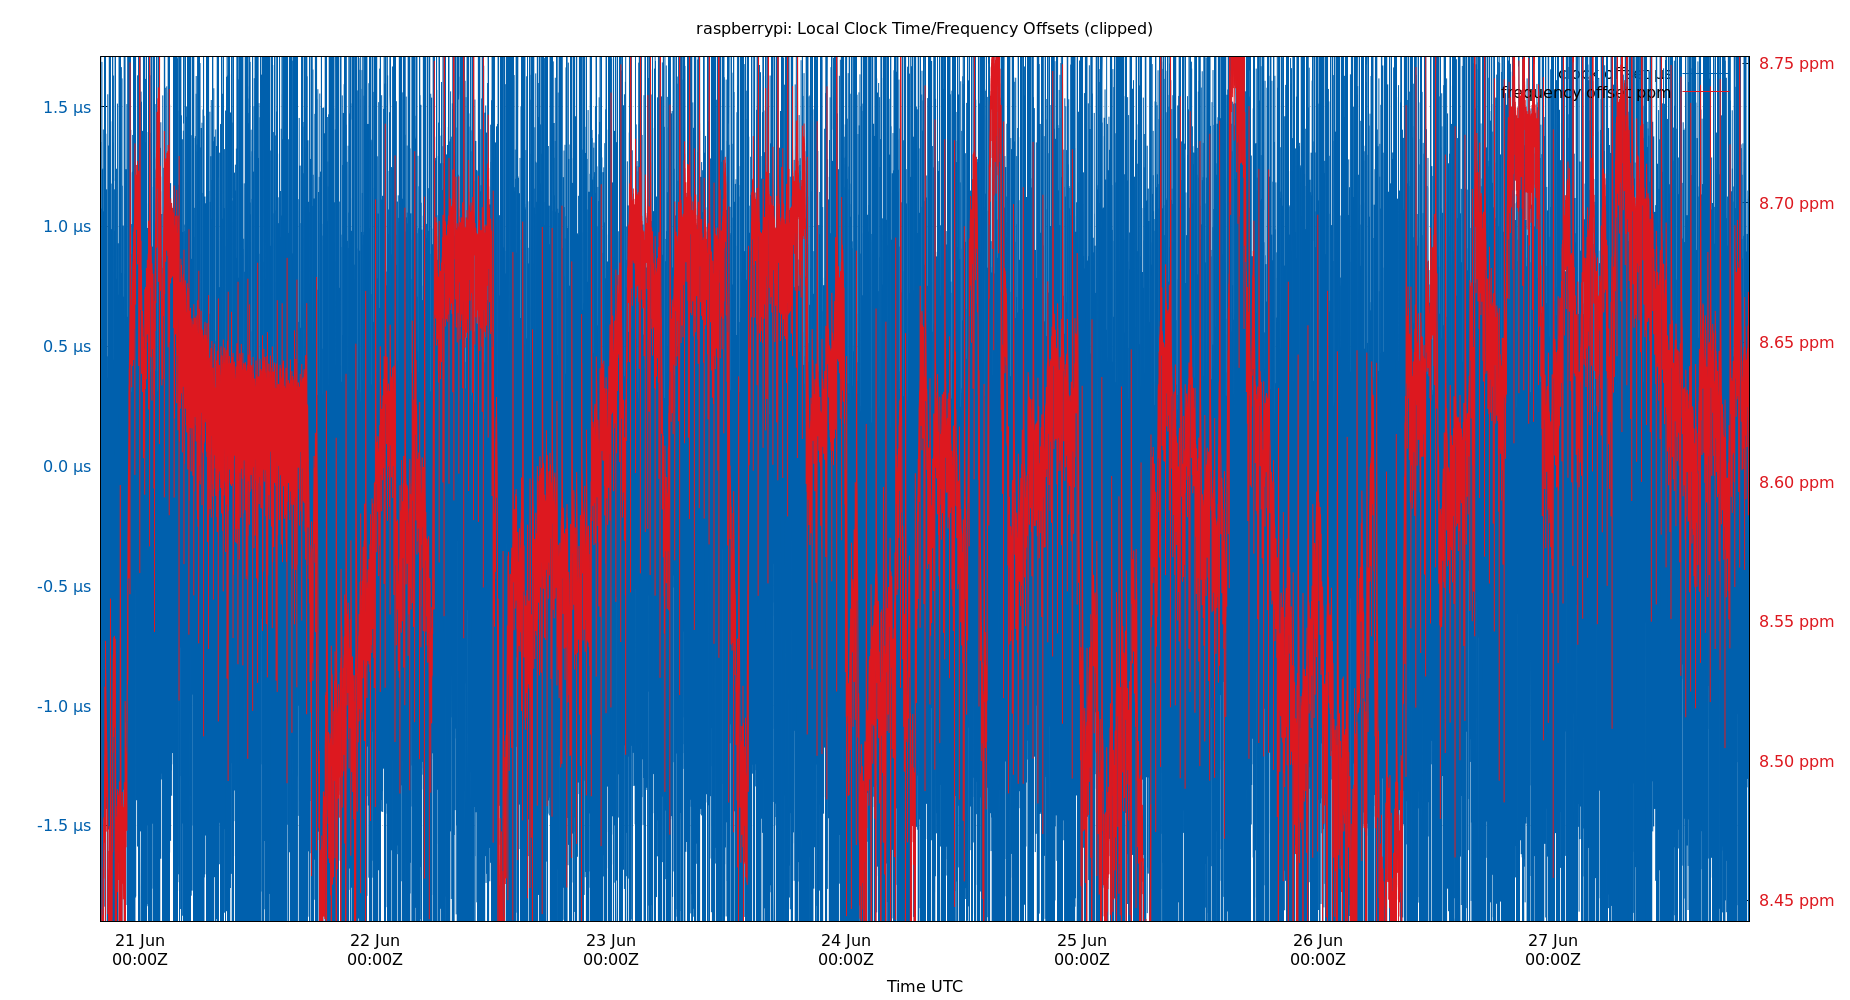 raspberrypi: Local Clock Time/Frequency Offsets (clipped)
clock offset µs
frequency offset ppm
1.5 µs
1.0 µs
0.5 µs
0.0 µs
-0.5 µs
-1.0 µs
-1.5 µs
8.75 ppm
8.70 ppm
8.65 ppm
8.60 ppm
8.55 ppm
8.50 ppm
8.45 ppm
21 Jun
00:00Z
22 Jun
00:00Z
23 Jun
00:00Z
24 Jun
00:00Z
25 Jun
00:00Z
26 Jun
00:00Z
27 Jun
00:00Z
Time UTC